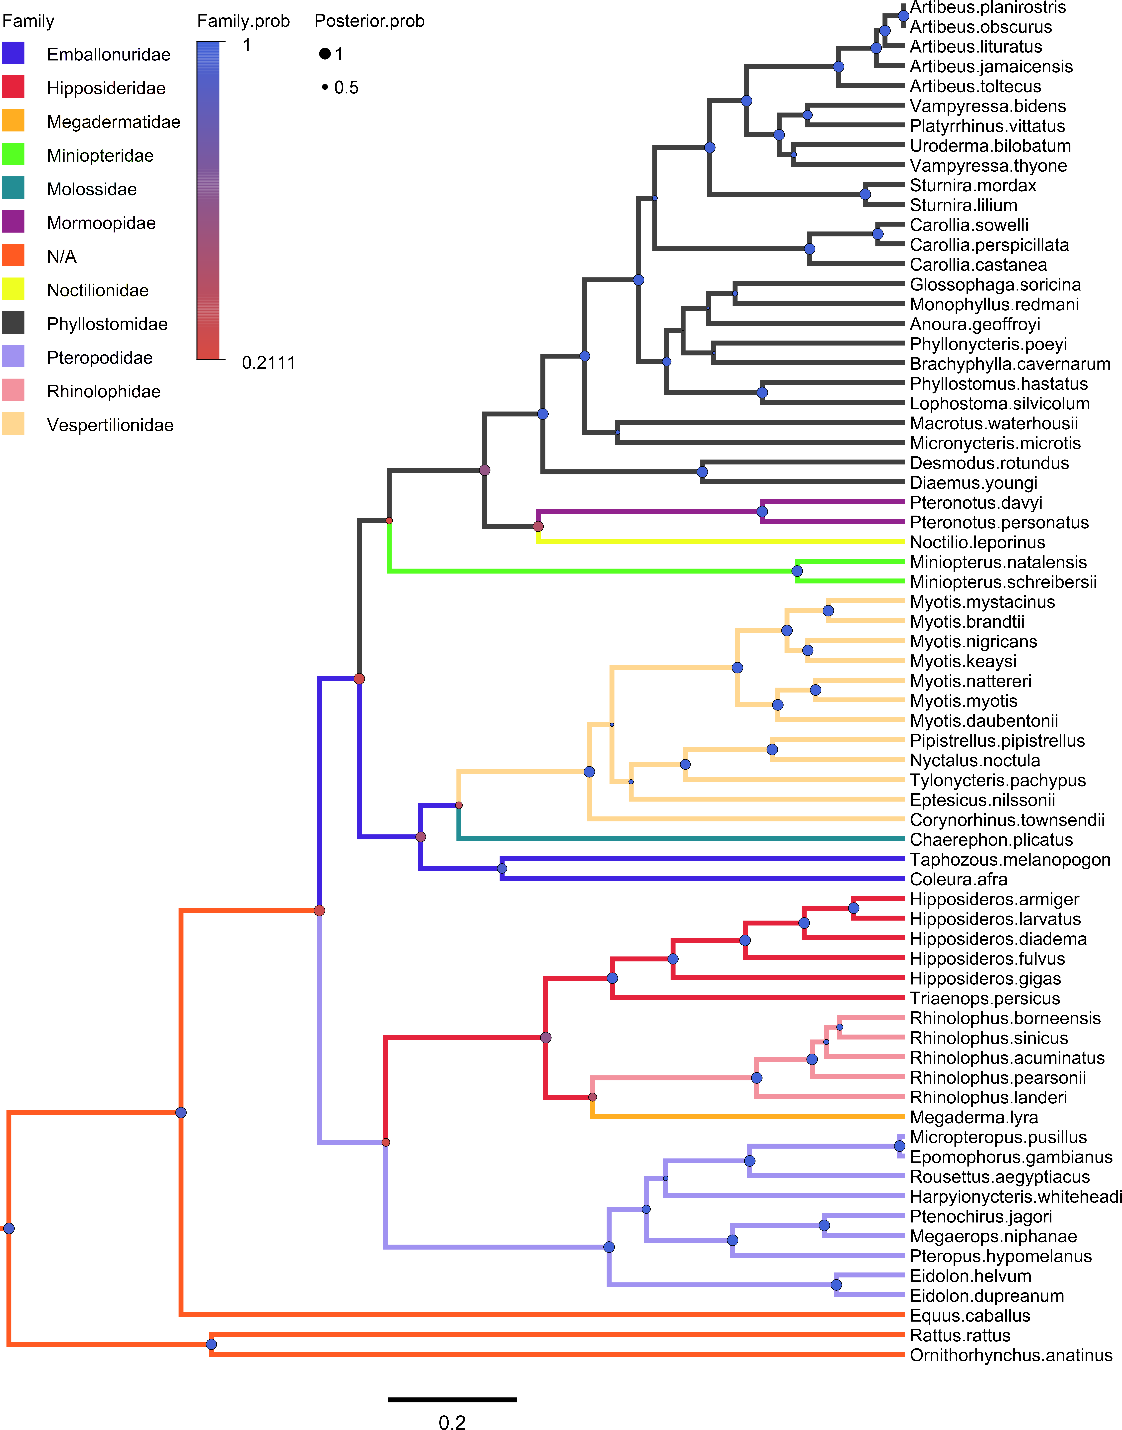 Family
Emballonuridae
Hipposideridae
Megadermatidae
Miniopteridae
Molossidae
Mormoopidae
N/A
Noctilionidae
Phyllostomidae
Pteropodidae
Rhinolophidae
Vespertilionidae
Family.prob
1
0.2111
Posterior.prob
1
0.5
Artibeus.planirostris
Artibeus.obscurus
Artibeus.lituratus
Artibeus.jamaicensis
Artibeus.toltecus
Vampyressa.bidens
Platyrrhinus.vittatus
Uroderma.bilobatum
Vampyressa.thyone
Sturnira.mordax
Sturnira.lilium
Carollia.sowelli
Carollia.perspicillata
Carollia.castanea
Glossophaga.soricina
Monophyllus.redmani
Anoura.geoffroyi
Phyllonycteris.poeyi
Brachyphylla.cavernarum
Phyllostomus.hastatus
Lophostoma.silvicolum
Macrotus.waterhousii
Micronycteris.microtis
Desmodus.rotundus
Diaemus.youngi
Pteronotus.davyi
Pteronotus.personatus
Noctilio.leporinus
Miniopterus.natalensis
Miniopterus.schreibersii
Myotis.mystacinus
Myotis.brandtii
Myotis.nigricans
Myotis.keaysi
Myotis.nattereri
Myotis.myotis
Myotis.daubentonii
Pipistrellus.pipistrellus
Nyctalus.noctula
Tylonycteris.pachypus
Eptesicus.nilssonii
Corynorhinus.townsendii
Chaerephon.plicatus
Taphozous.melanopogon
Coleura.afra
Hipposideros.armiger
Hipposideros.larvatus
Hipposideros.diadema
Hipposideros.fulvus
Hipposideros.gigas
Triaenops.persicus
Rhinolophus.borneensis
Rhinolophus.sinicus
Rhinolophus.acuminatus
Rhinolophus.pearsonii
Rhinolophus.landeri
Megaderma.lyra
Micropteropus.pusillus
Epomophorus.gambianus
Rousettus.aegyptiacus
Harpyionycteris.whiteheadi
Ptenochirus.jagori
Megaerops.niphanae
Pteropus.hypomelanus
Eidolon.helvum
Eidolon.dupreanum
Equus.caballus
Rattus.rattus
Ornithorhynchus.anatinus
0.2